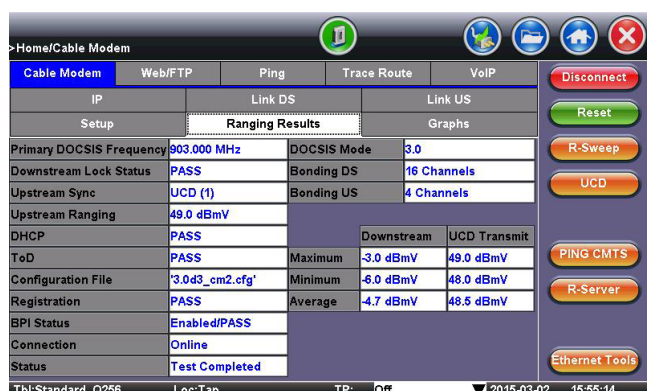 >Home/Cable Modem
Cable Modem Web/FTP Ping Trace Route VoIP
IP Link DS Link US
Setup Ranging Results Graphs
Primary DOCSIS Frequency 903.000 MHz DOCSIS Mode 3.0
Downstream Lock Status PASS Bonding DS 16 Channels
Upstream Sync UCD (1) Bonding US 4 Channels
Upstream Ranging 49.0 dBmV
DHCP PASS Downstream UCD Transmit
ToD PASS Maximum -3.0 dBmV 49.0 dBmV
Configuration File '3.0d3_cm2.cfg' Minimum -6.0 dBmV 48.0 dBmV
Registration PASS Average -4.7 dBmV 48.5 dBmV
BPI Status Enabled/PASS
Connection Online
Status Test Completed
Disconnect
Reset
R-Sweep
UCD
PING CMTS
R-Server
Ethernet Tools
Tbl:Standard_Q256 Loc:Tap TP: Off 2015-03-02 15:55:14